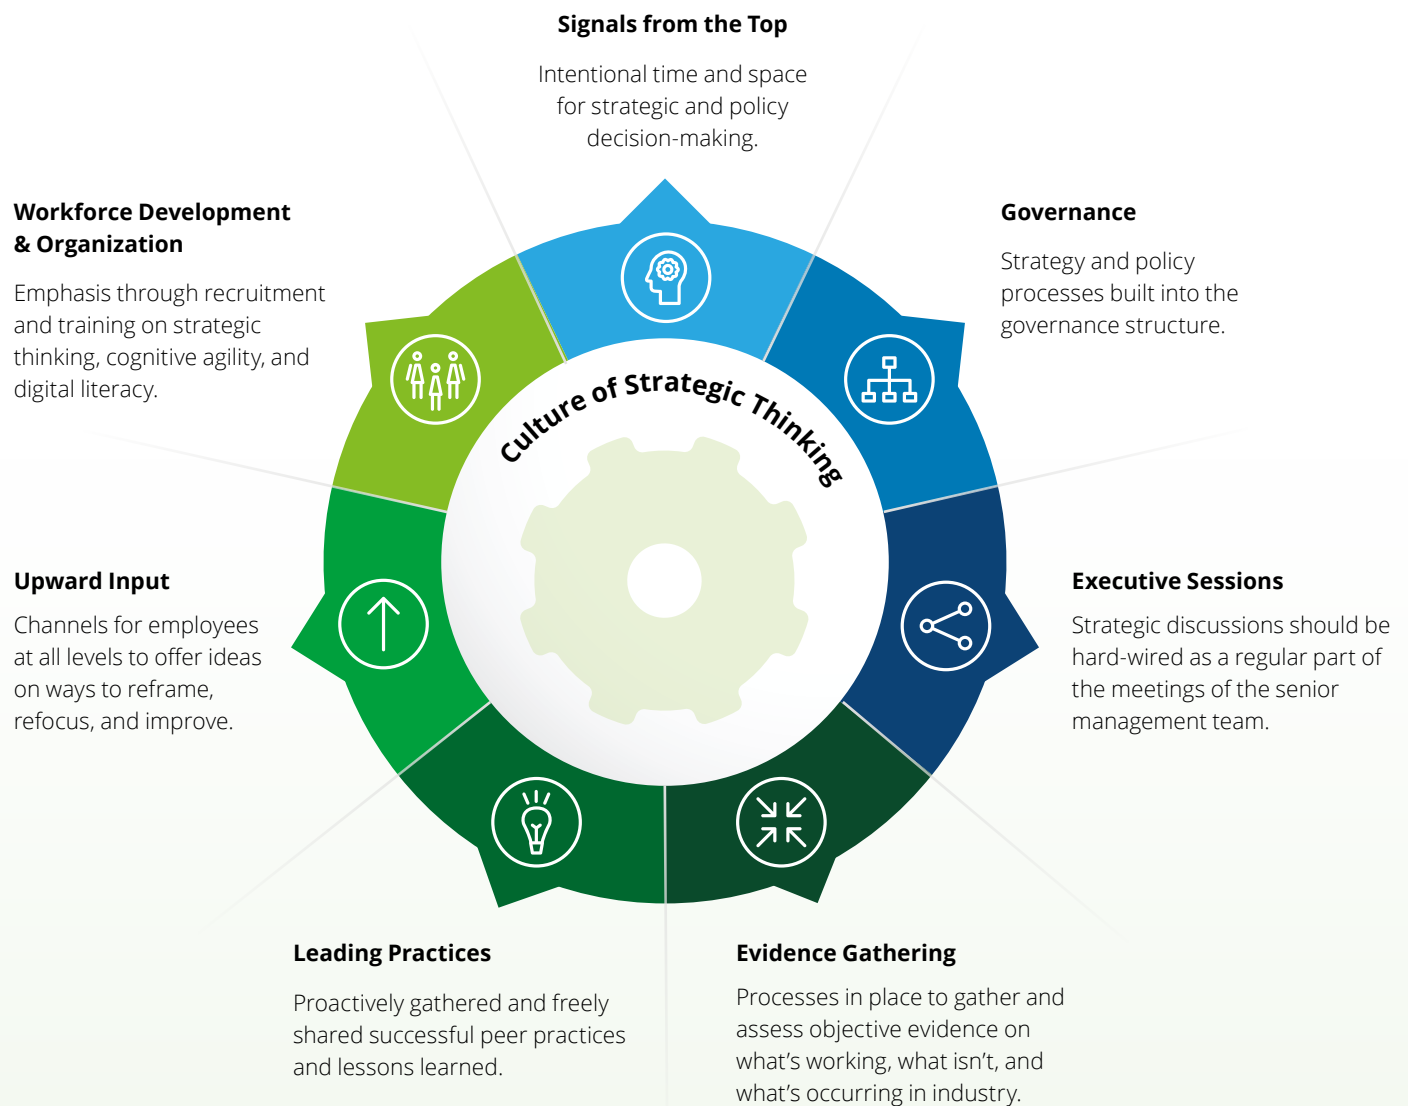 Signals from the Top
Intentional time and space
for strategic and policy
decision-making.
Governance
Strategy and policy
processes built into the
governance structure.
Executive Sessions
Strategic discussions should be
hard-wired as a regular part of
the meetings of the senior
management team.
Evidence Gathering
Processes in place to gather and
assess objective evidence on
what’s working, what isn’t, and
what’s occurring in industry.
Leading Practices
Proactively gathered and freely
shared successful peer practices
and lessons learned.
Upward Input
Channels for employees
at all levels to offer ideas
on ways to reframe,
refocus, and improve.
Workforce Development
& Organization
Emphasis through recruitment
and training on strategic
thinking, cognitive agility, and
digital literacy.
Culture of Strategic Thinking